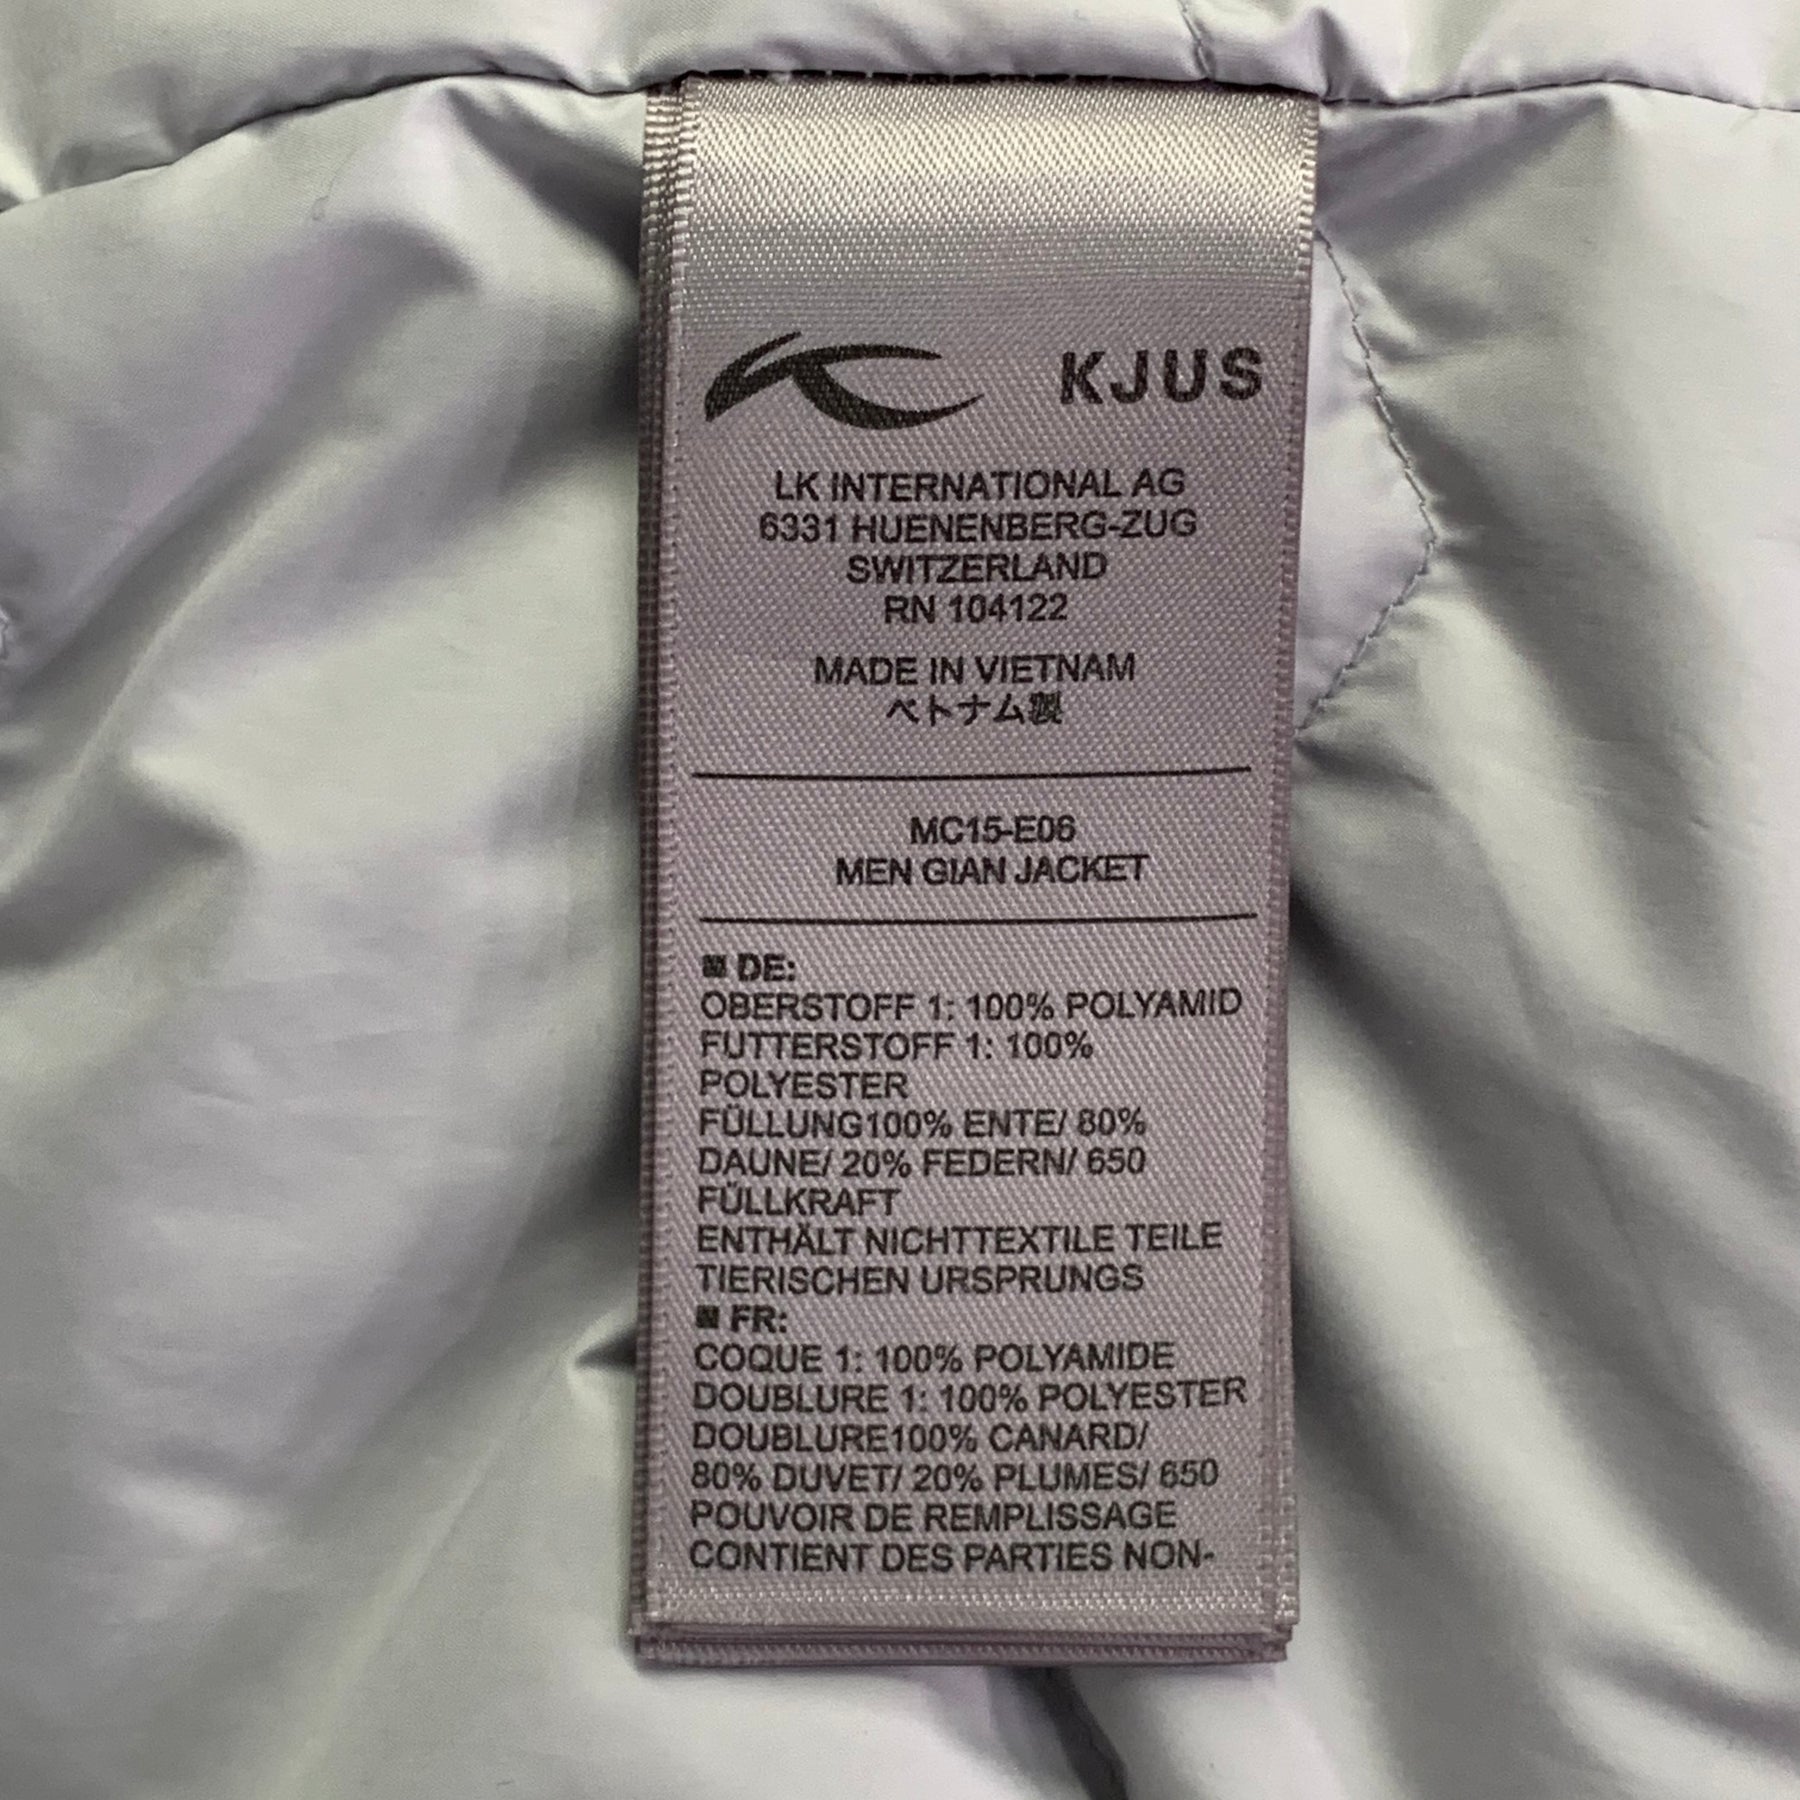 KJUS
LK INTERNATIONAL AG
6331 HUENENBERG-ZUG
SWITZERLAND
RN 104122
MADE IN VIETNAM
ベトナム製
MC15-E06
MEN GIAN JACKET
■ DE:
OBERSTOFF 1: 100% POLYAMID
FUTTERSTOFF 1: 100%
POLYESTER
FÜLLUNG100% ENTE/ 80%
DAUNE/ 20% FEDERN/ 650
FÜLLKRAFT
ENTHÄLT NICHTTEXTILE TEILE
TIERISCHEN URSPRUNGS
■ FR:
COQUE 1: 100% POLYAMIDE
DOUBLURE 1: 100% POLYESTER
DOUBLURE100% CANARD/
80% DUVET/ 20% PLUMES/ 650
POUVOIR DE REMPLISSAGE
CONTIENT DES PARTIES NON-